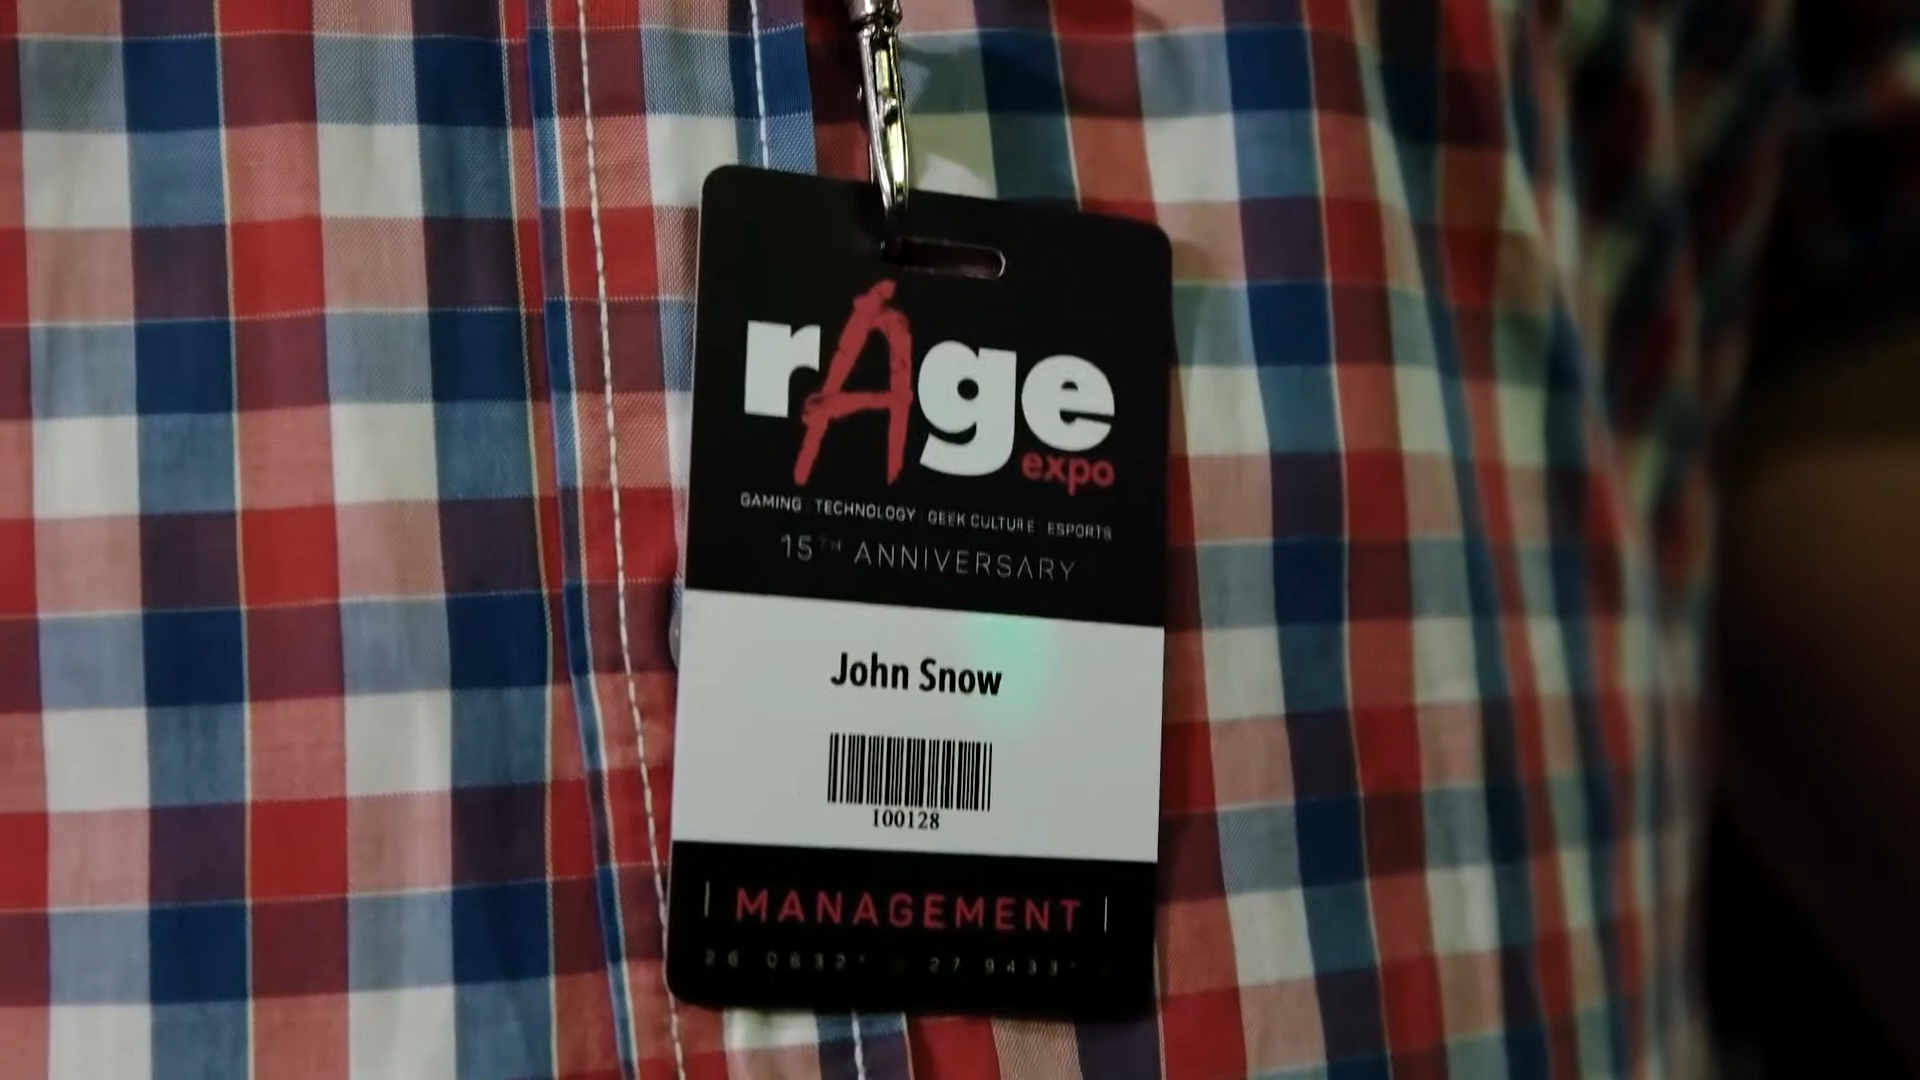 rAge
expo
GAMING TECHNOLOGY GEEK CULTURE ESPORTS
15TH ANNIVERSARY
John Snow
100128
| MANAGEMENT |